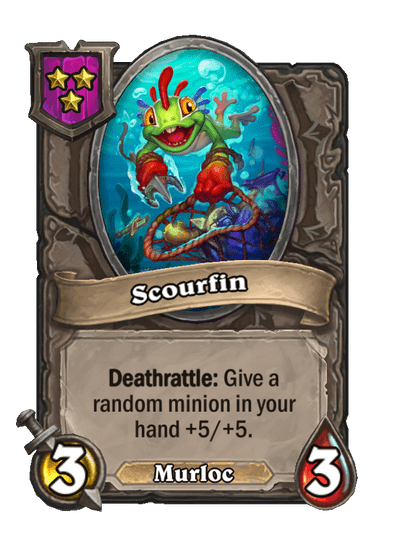 Scourfin
Deathrattle: Give a
random minion in your
hand +5/+5.
3
Murloc
3